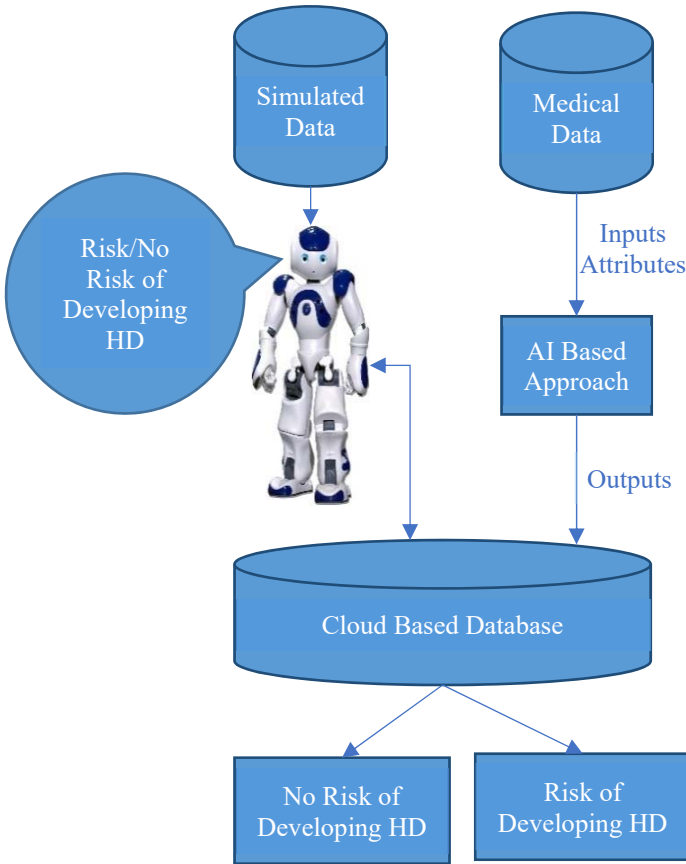 Simulated
Data
Medical
Data
Risk/No
Risk of
Developing
HD
Inputs
Attributes
AI Based
Approach
Outputs
Cloud Based Database
No Risk of
Developing HD
Risk of
Developing HD